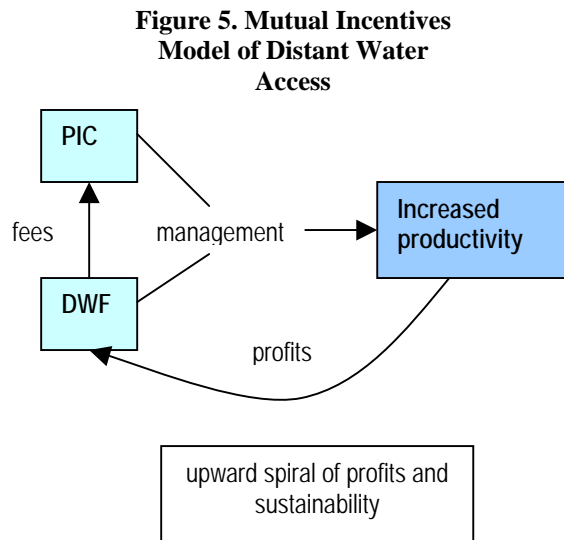 Figure 5. Mutual Incentives
Model of Distant Water
Access
PIC
fees
management
Increased
productivity
DWF
profits
upward spiral of profits and
sustainability